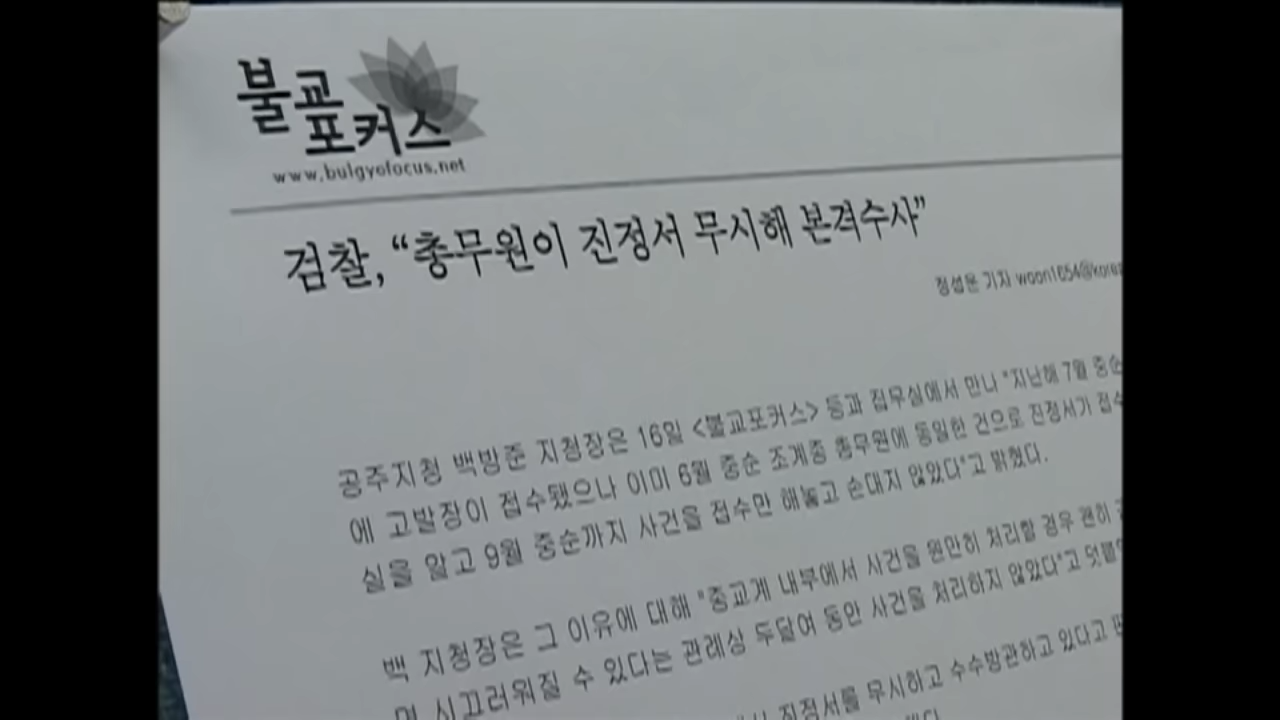 불교
포커스
www.bulgyofocus.net
검찰, “총무원이 진정서 무시해 본격수사”
정성운 기자 woon1654@korea
공주지청 백방준 지청장은 16일 <불교포커스> 등과 집무실에서 만나 "지난해 7월 중순
에 고발장이 접수됐으나 이미 6월 중순 조계종 총무원에 동일한 건으로 진정서가 접수
실을 알고 9월 중순까지 사건을 접수만 해놓고 손대지 않았다"고 밝혔다.
백 지청장은 그 이유에 대해 "종교계 내부에서 사건을 원만히 처리할 경우 괜히
며 시끄러워질 수 있다는 관례상 두달여 동안 사건을 처리하지 않았다"고 덧붙
진정서를 무시하고 수수방관하고 있다고 판